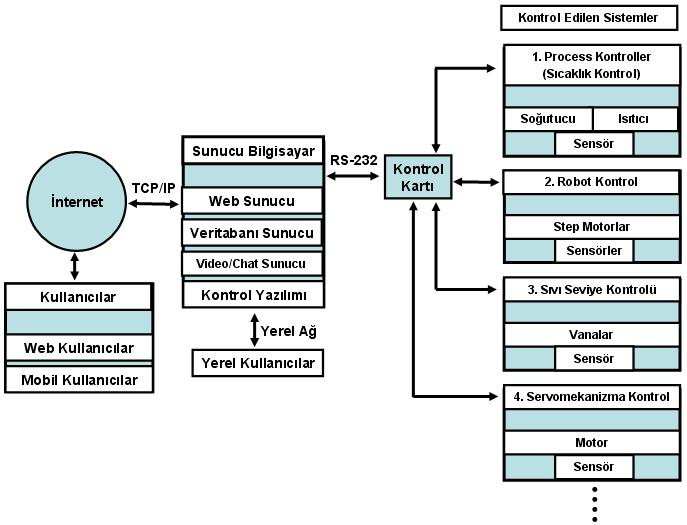 Kontrol Edilen Sistemler
1. Process Kontroller
(Sıcaklık Kontrol)
Soğutucu
Isıtıcı
Sensör
Sunucu Bilgisayar
RS-232
Kontrol
Kartı
TCP/IP
İnternet
Web Sunucu
Veritabanı Sunucu
Video/Chat Sunucu
Kontrol Yazılımı
2. Robot Kontrol
Step Motorlar
Sensörler
Kullanıcılar
Web Kullanıcılar
Mobil Kullanıcılar
Yerel Ağ
Yerel Kullanıcılar
3. Sıvı Seviye Kontrolü
Vanalar
Sensör
4. Servomekanizma Kontrol
Motor
Sensör